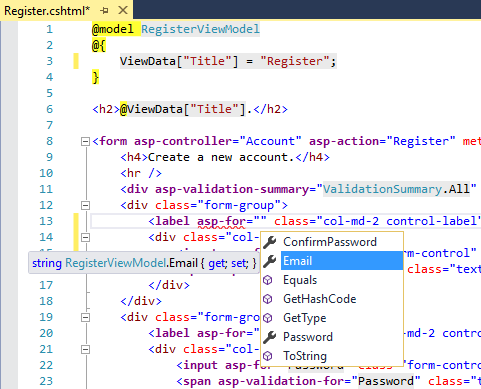 Register.cshtml*
1 @model RegisterViewModel
2 @{
3 ViewData["Title"] = "Register";
4 }
5
6 <h2>@ViewData["Title"].</h2>
7
8 <form asp-controller="Account" asp-action="Register" met
9 <h4>Create a new account.</h4>
10 <hr />
11 <div asp-validation-summary="ValidationSummary.All"
12 <div class="form-group">
13 <label asp-for="" class="col-md-2 control-label"
14 <div class="col-
ConfirmPassword
Email
Equals
GetHashCode
GetType
Password
ToString
string RegisterViewModel.Email { get; set; }
control"
class="text
17 </div>
18 </div>
19 <div class="form-gro
20 <label asp-for="
contro
21 <div class="col-
22 <input asp-for="Password" class="form-contro
23 <span asp-validation-for="Password" class="t